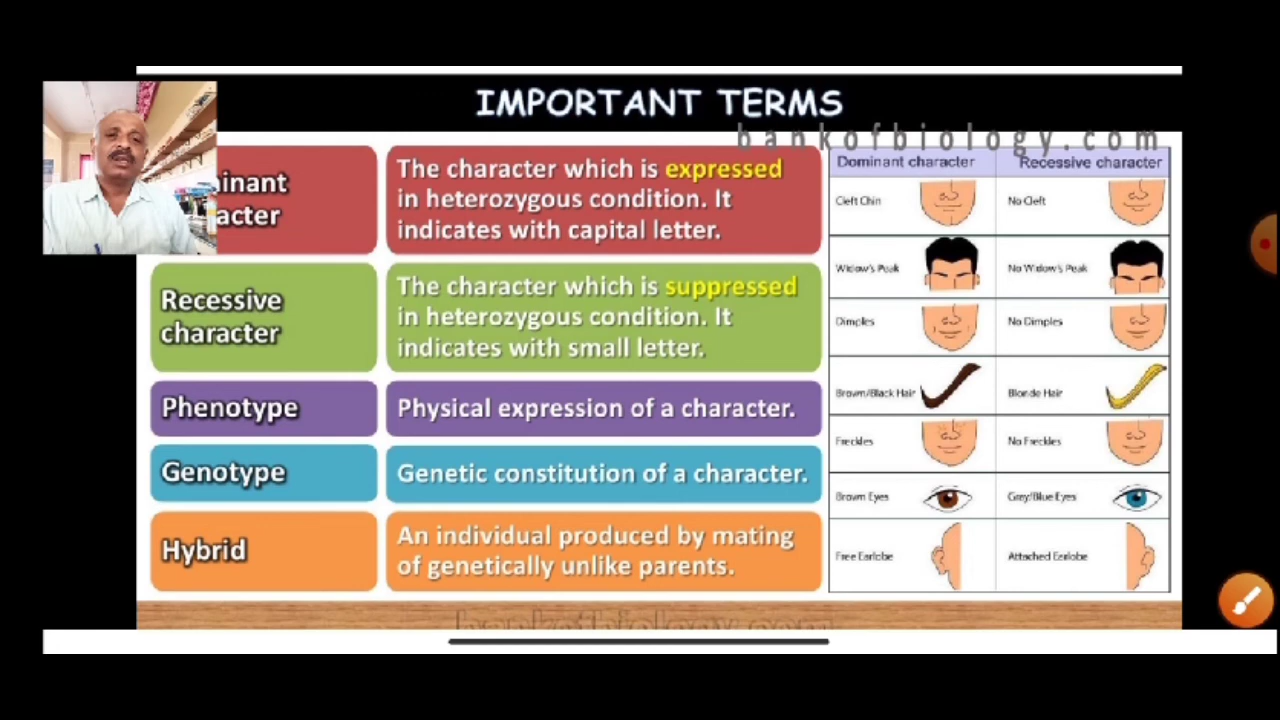 IMPORTANT TERMS
bankofbiology.com
inant
acter
The character which is expressed
in heterozygous condition. It
indicates with capital letter.
Recessive
character
The character which is suppressed
in heterozygous condition. It
indicates with small letter.
Phenotype
Physical expression of a character.
Genotype
Genetic constitution of a character.
Hybrid
An individual produced by mating
of genetically unlike parents.
Dominant character Recessive character
Cleft Chin No Cleft
Widow's Peak No Widow's Peak
Dimples No Dimples
Brown/Black Hair Blonde Hair
Freckles No Freckles
Brown Eyes Grey/Blue Eyes
Free Earlobe Attached Earlobe
bankofbiology.com